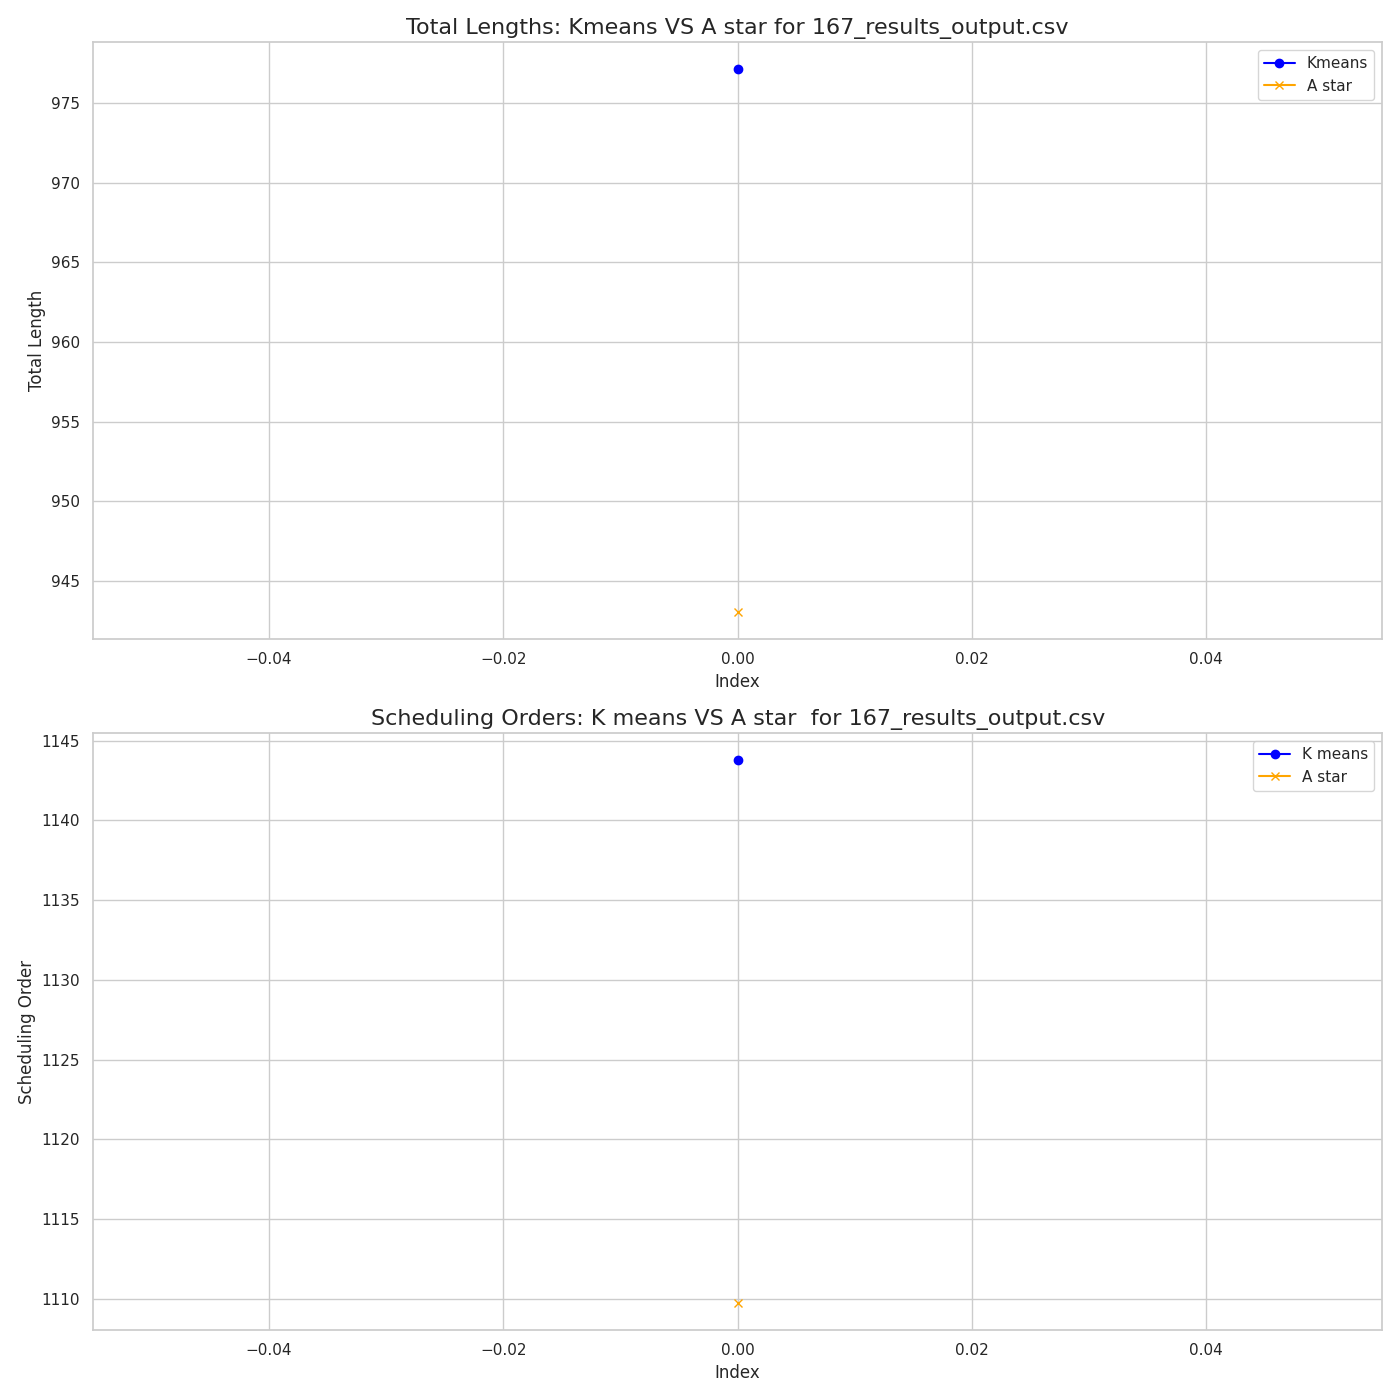 Total Lengths: Kmeans VS A star for 167_results_output.csv
Kmeans
A star
975
970
965
960
955
950
945
Total Length
−0.04
−0.02
0.00
0.02
0.04
Index
Scheduling Orders: K means VS A star  for 167_results_output.csv
K means
A star
1145
1140
1135
1130
1125
1120
1115
1110
Scheduling Order
−0.04
−0.02
0.00
0.02
0.04
Index